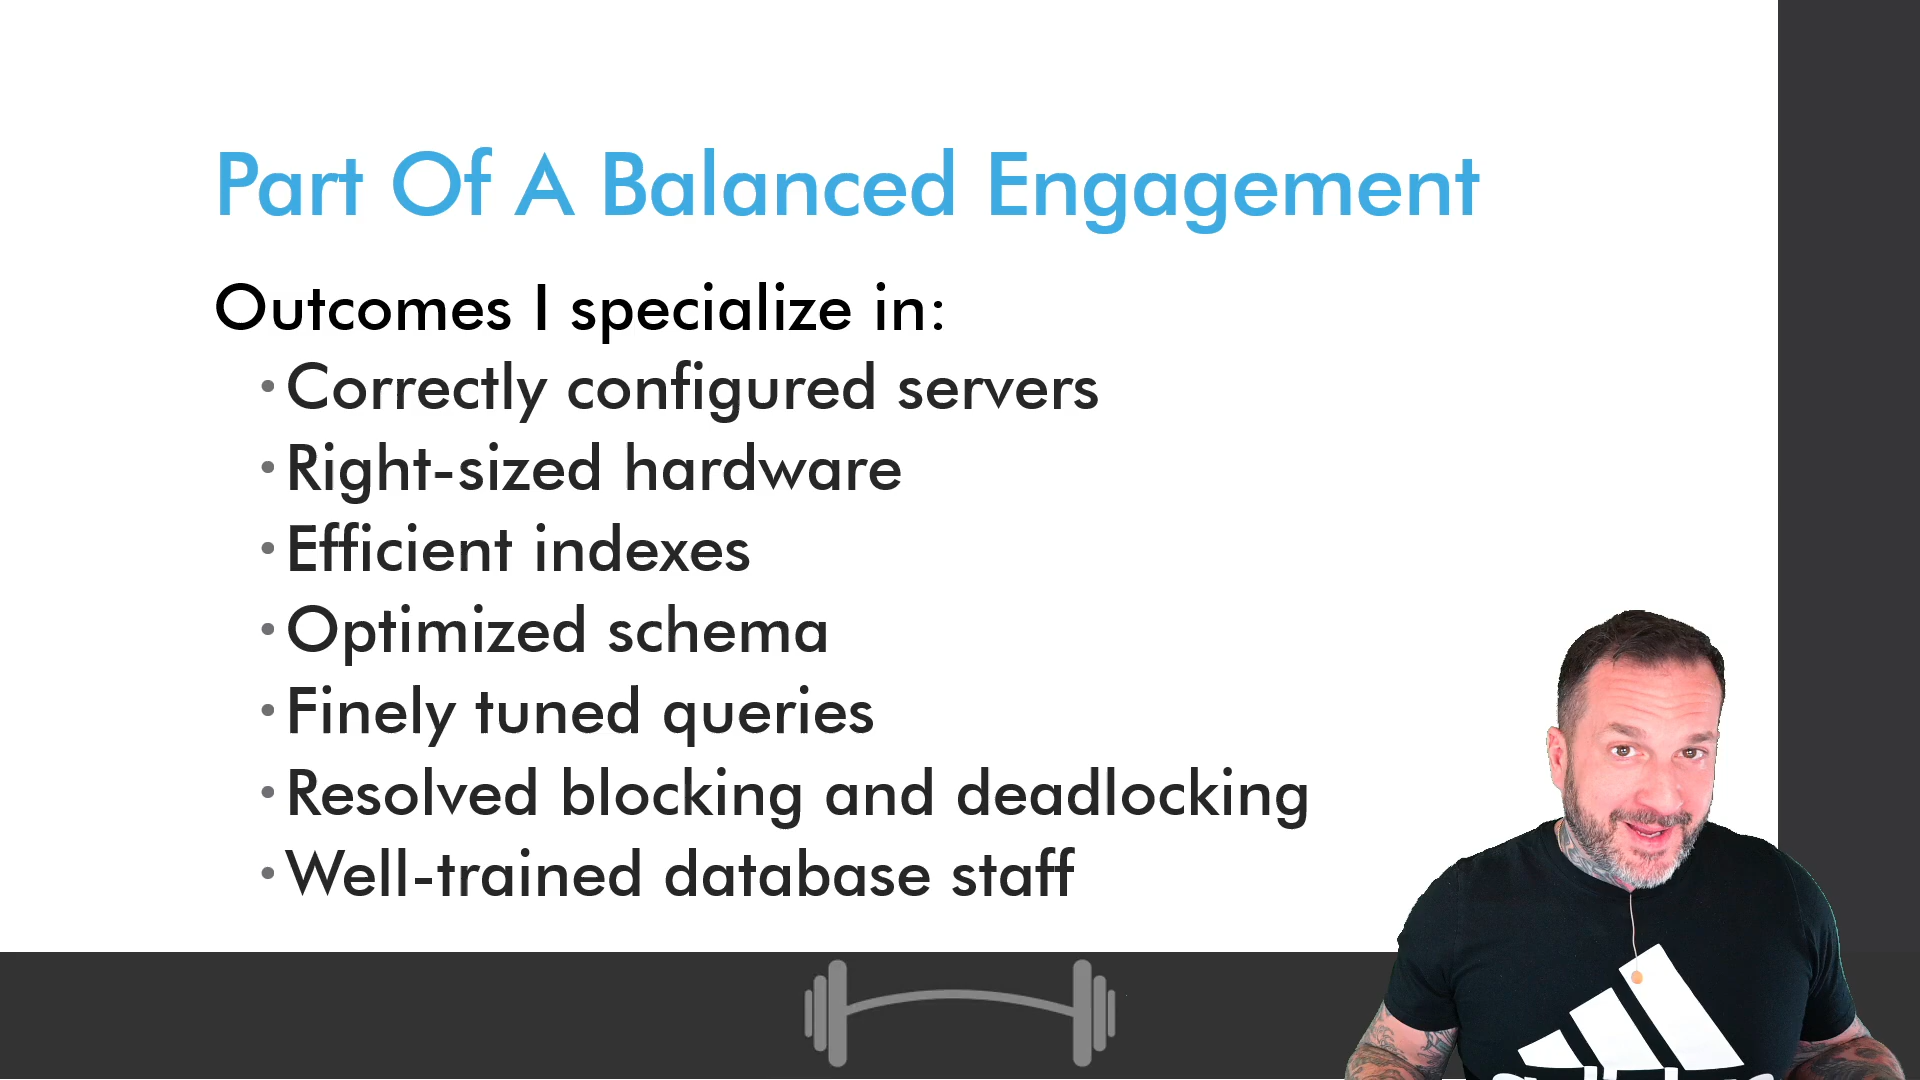 Part Of A Balanced Engagement
Outcomes I specialize in:
• Correctly configured servers
• Right-sized hardware
• Efficient indexes
• Optimized schema
• Finely tuned queries
• Resolved blocking and deadlocking
• Well-trained database staff